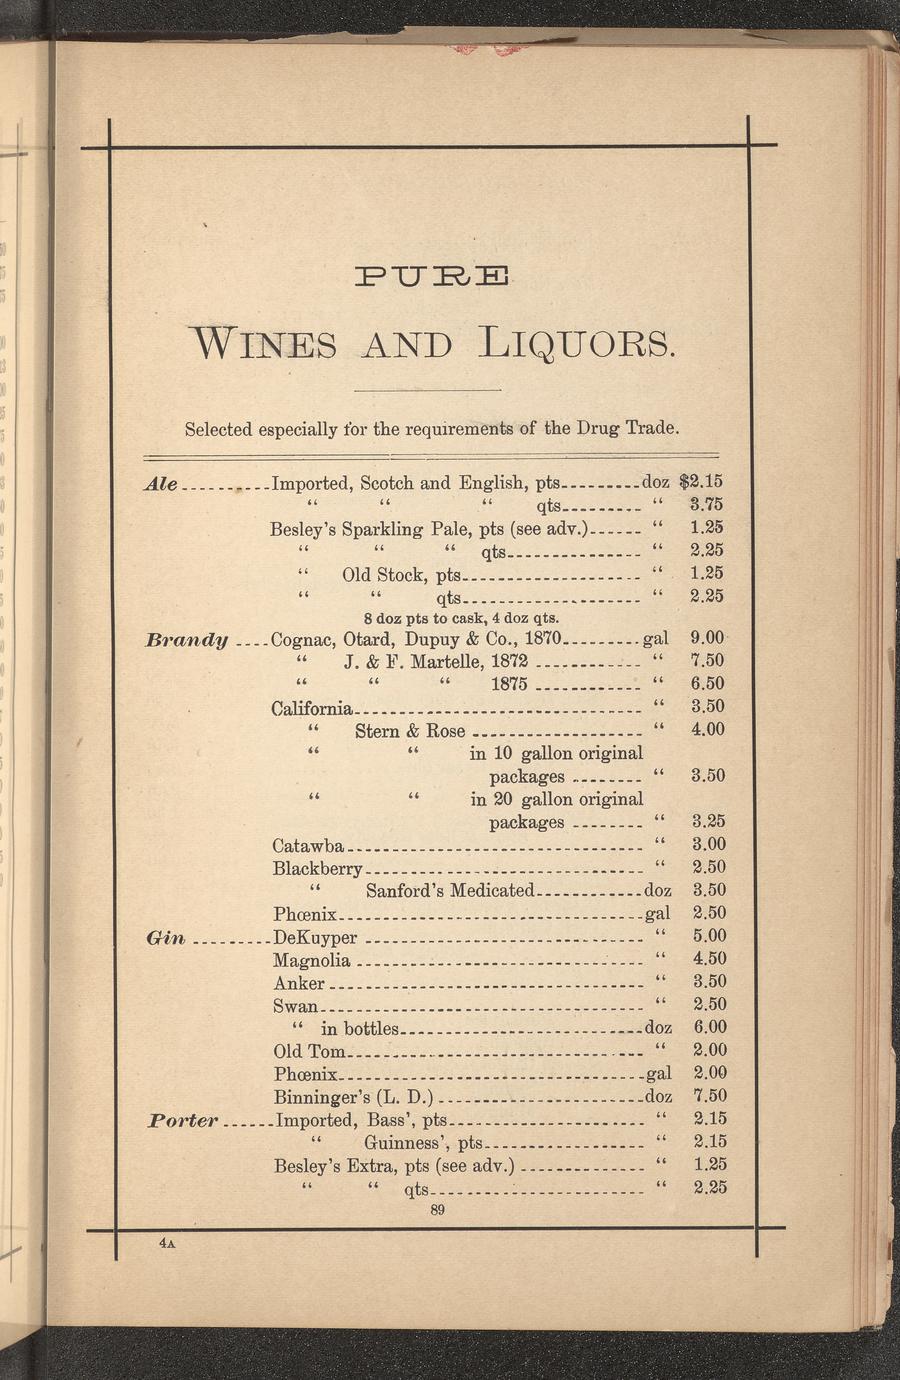 PURE
WINES AND LIQUORS.
Selected especially for the requirements of the Drug Trade.
Ale----------Imported, Scotch and English, pts---------doz $2.15
“ “ “ qts--------- “ 3.75
Besley's Sparkling Pale, pts (see adv.)------ “ 1.25
“ “ “ qts--------------- “ 2.25
“ Old Stock, pts-------------------- “ 1.25
“ “ qts-------------------- “ 2.25
8 doz pts to cask, 4 doz qts.
Brandy ----Cognac, Otard, Dupuy & Co., 1870---------gal 9.00
“ J. & F. Martelle, 1872 ------------ “ 7.50
“ “ “ 1875 ------------ “ 6.50
California--------------------------------- “ 3.50
“ Stern & Rose ------------------- “ 4.00
“ “ in 10 gallon original
packages -------- “ 3.50
“ “ in 20 gallon original
packages -------- “ 3.25
Catawba---------------------------------- “ 3.00
Blackberry-------------------------------- “ 2.50
“ Sanford's Medicated------------doz 3.50
Phœnix-----------------------------------gal 2.50
Gin ---------DeKuyper -------------------------------- “ 5.00
Magnolia --------------------------------- “ 4.50
Anker ------------------------------------ “ 3.50
Swan------------------------------------- “ 2.50
“ in bottles----------------------------doz 6.00
Old Tom---------------------------------- “ 2.00
Phœnix-----------------------------------gal 2.00
Binninger's (L. D.) -----------------------doz 7.50
Porter ------Imported, Bass', pts---------------------- “ 2.15
“ Guinness', pts------------------ “ 2.15
Besley's Extra, pts (see adv.) -------------- “ 1.25
“ “ qts------------------------ “ 2.25
89
4A